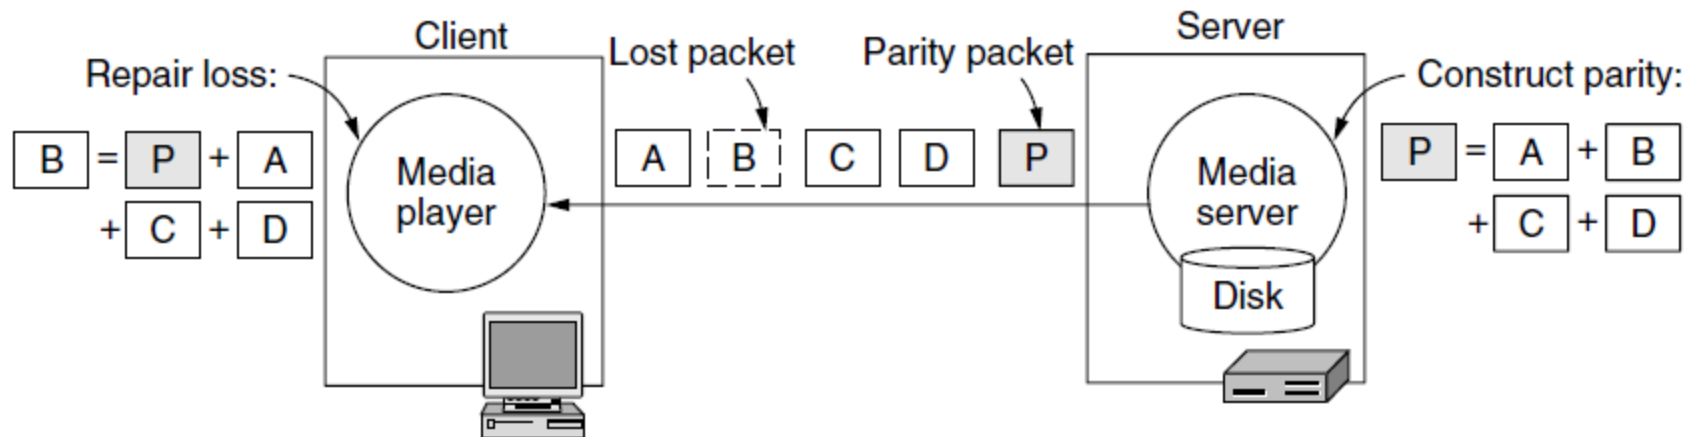 Client
Server
Repair loss:
Lost packet
Parity packet
Construct parity:
B = P + A
+ C + D
Media
player
A B C D P
Media
server
Disk
P = A + B
+ C + D